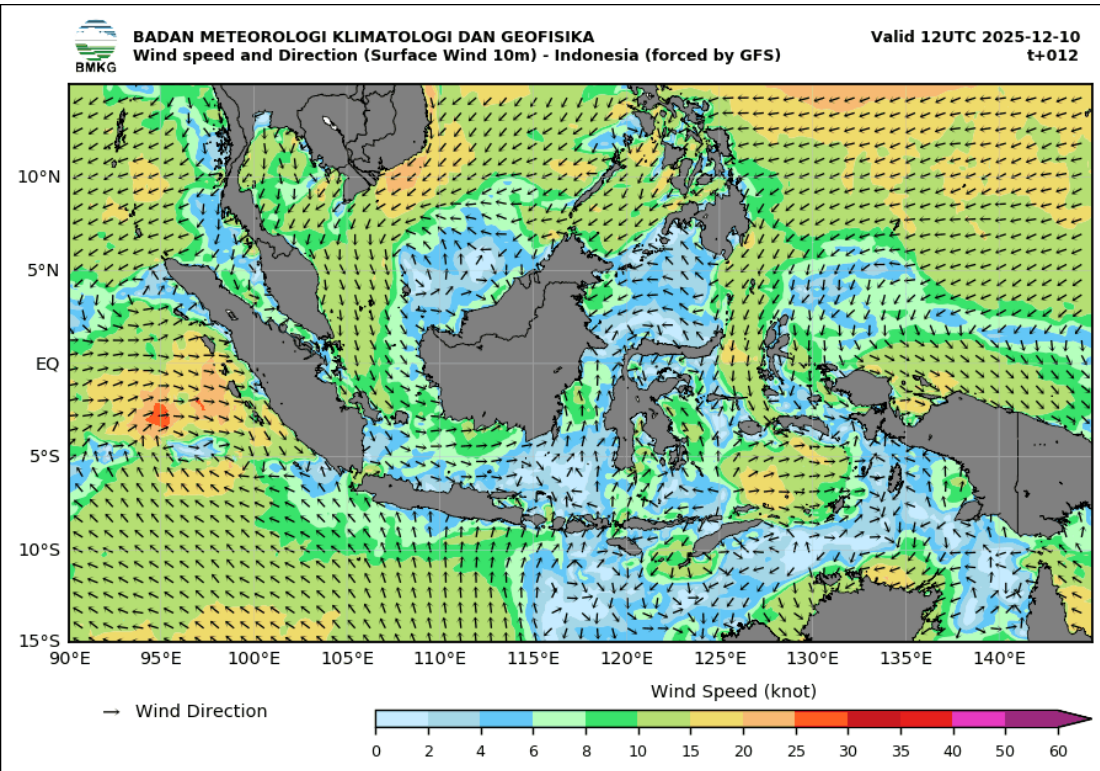 BMKG
BADAN METEOROLOGI KLIMATOLOGI DAN GEOFISIKA
Wind speed and Direction (Surface Wind 10m) - Indonesia (forced by GFS)
Valid 12UTC 2025-12-10
t+012
10°N
5°N
EQ
5°S
10°S
15°S
90°E 95°E 100°E 105°E 110°E 115°E 120°E 125°E 130°E 135°E 140°E
Wind Direction
Wind Speed (knot)
0 2 4 6 8 10 15 20 25 30 35 40 50 60